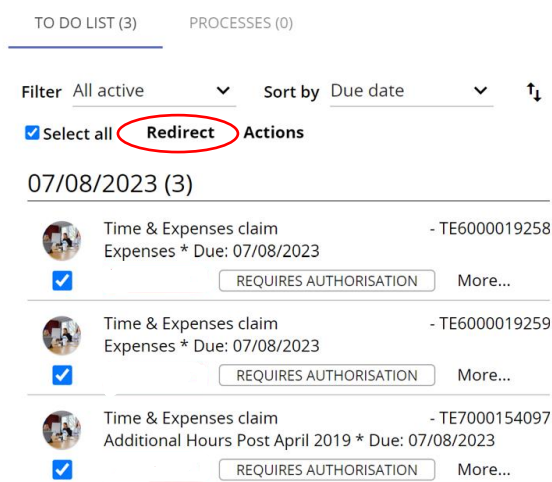 TO DO LIST (3) PROCESSES (0)
Filter All active Sort by Due date
Select all Redirect Actions
07/08/2023 (3)
Time & Expenses claim - TE6000019258
Expenses * Due: 07/08/2023
REQUIRES AUTHORISATION More...
Time & Expenses claim - TE6000019259
Expenses * Due: 07/08/2023
REQUIRES AUTHORISATION More...
Time & Expenses claim - TE7000154097
Additional Hours Post April 2019 * Due: 07/08/2023
REQUIRES AUTHORISATION More...